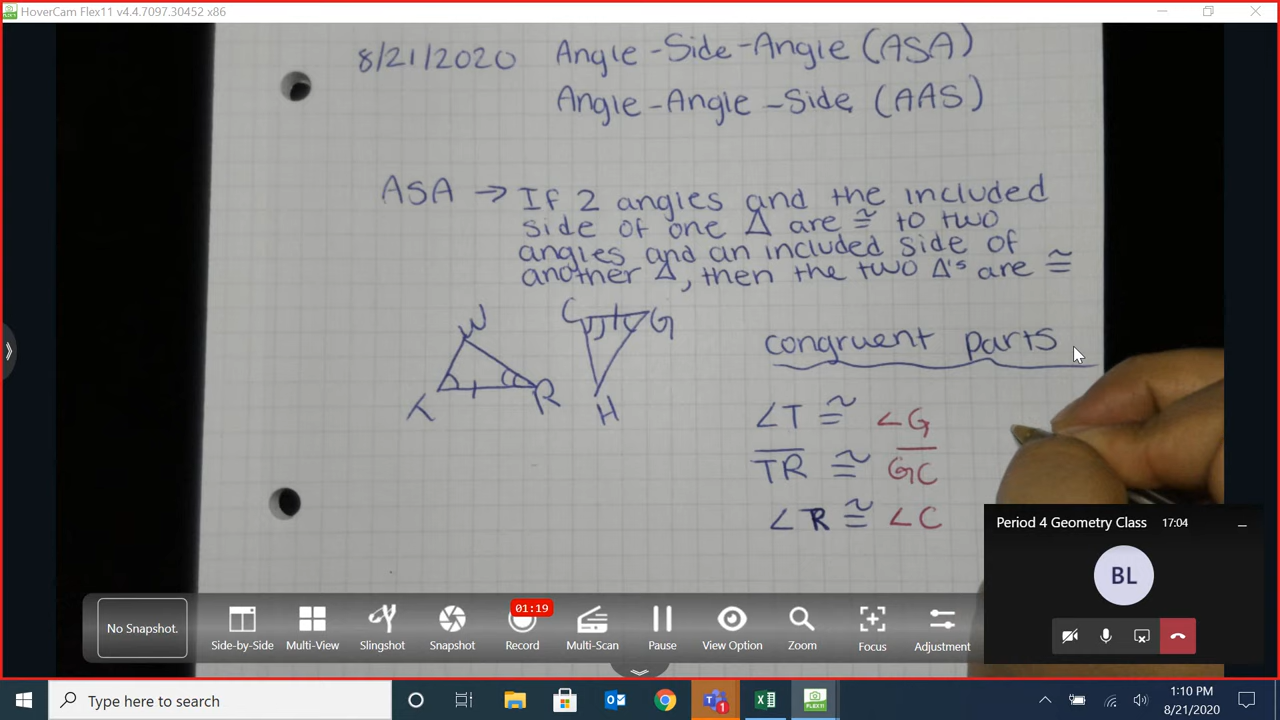 HoverCam Flex11 v4.4.7097.30452 x86
8/21/2020 Angle-Side-Angle (ASA)
Angle-Angle-Side (AAS)
ASA → If 2 angles and the included
side of one Δ are ≅ to two
angles and an included side of
another Δ, then the two Δ's are ≅
W
T
R
C
G
H
congruent parts
∠T ≅ ∠G
TR ≅ GC
∠R ≅ ∠C
Period 4 Geometry Class 17:04
BL
No Snapshot.
Side-by-Side
Multi-View
Slingshot
Snapshot
01:19
Record
Multi-Scan
Pause
View Option
Zoom
Focus
Adjustment
Type here to search
1
FLEX11
1:10 PM
8/21/2020